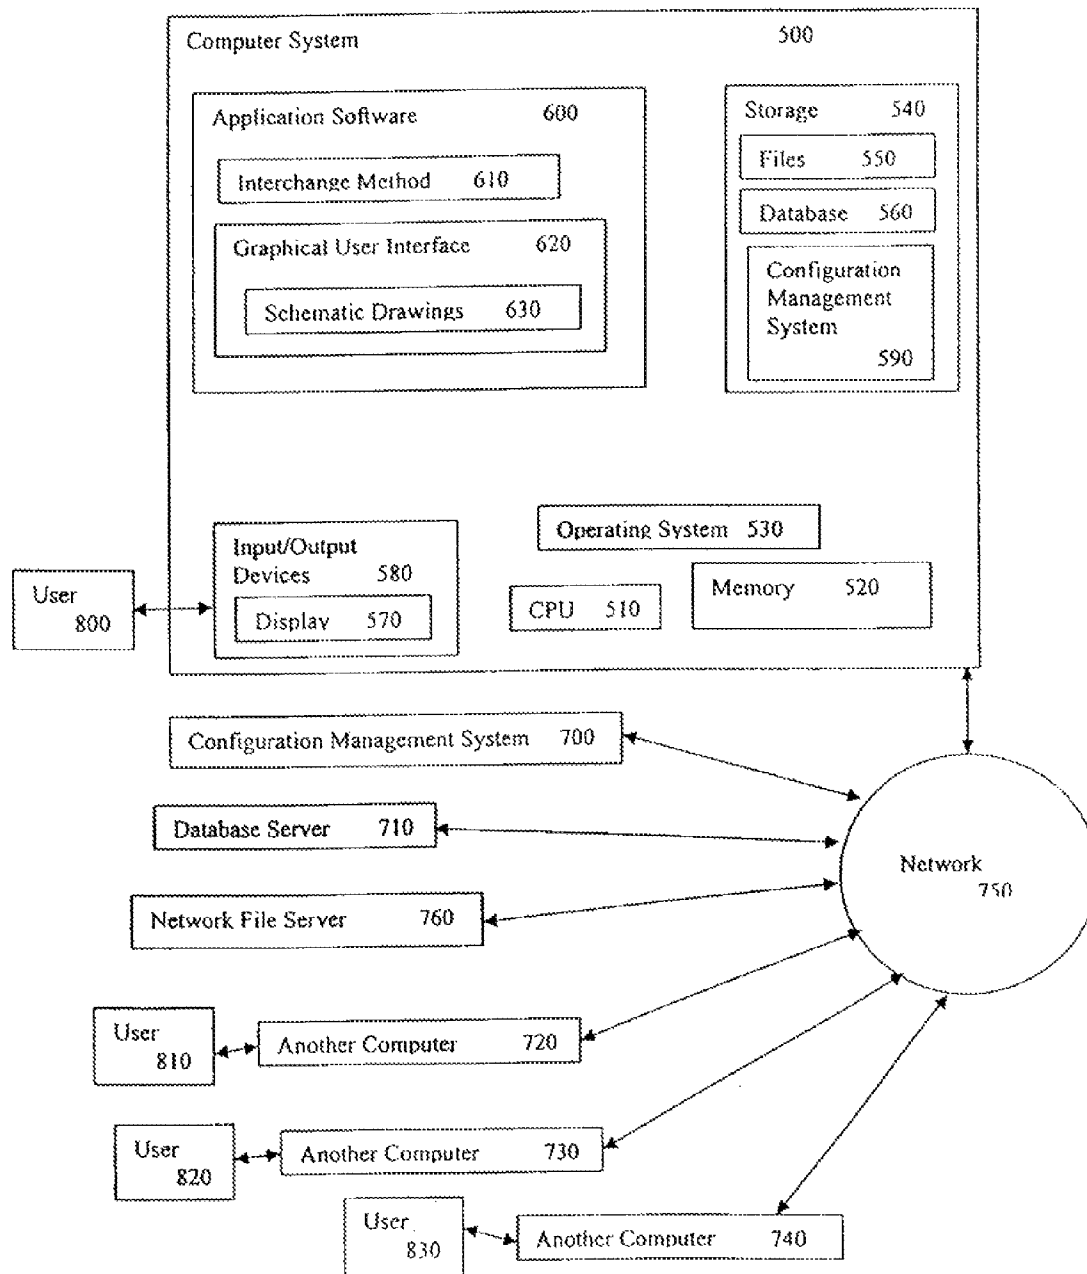 Computer System 500
Application Software 600
Interchange Method 610
Graphical User Interface 620
Schematic Drawings 630
Storage 540
Files 550
Database 560
Configuration
Management
System
590
Operating System 530
Input/Output
Devices 580
Display 570
CPU 510
Memory 520
User
800
Configuration Management System 700
Database Server 710
Network
750
Network File Server 760
User
810
Another Computer 720
User
820
Another Computer 730
User
830
Another Computer 740